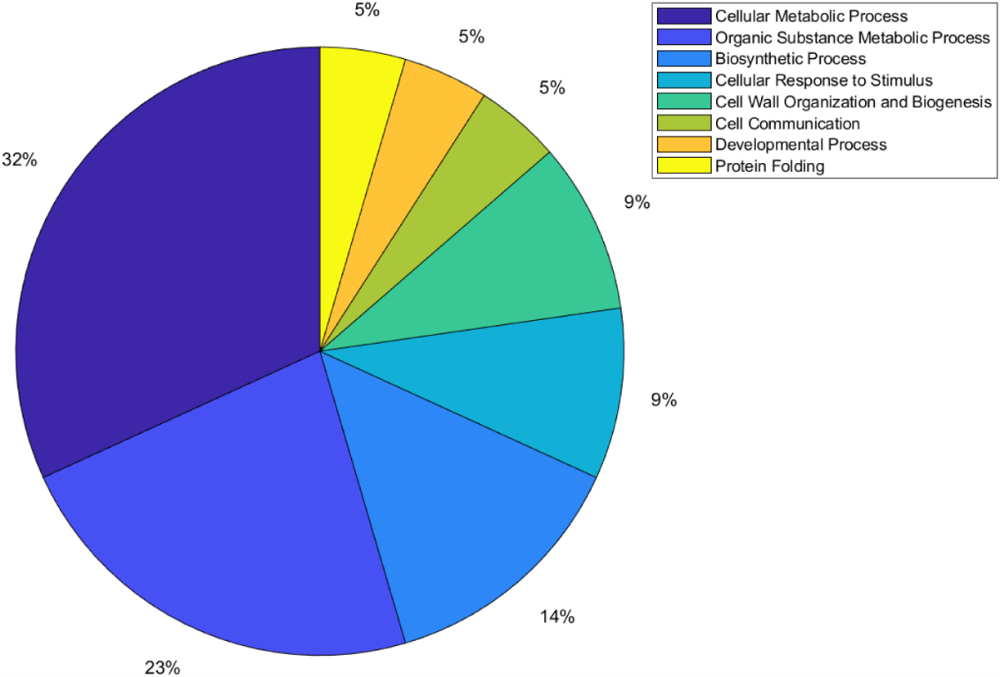 5%
5%
5%
9%
9%
14%
23%
32%
Cellular Metabolic Process
Organic Substance Metabolic Process
Biosynthetic Process
Cellular Response to Stimulus
Cell Wall Organization and Biogenesis
Cell Communication
Developmental Process
Protein Folding